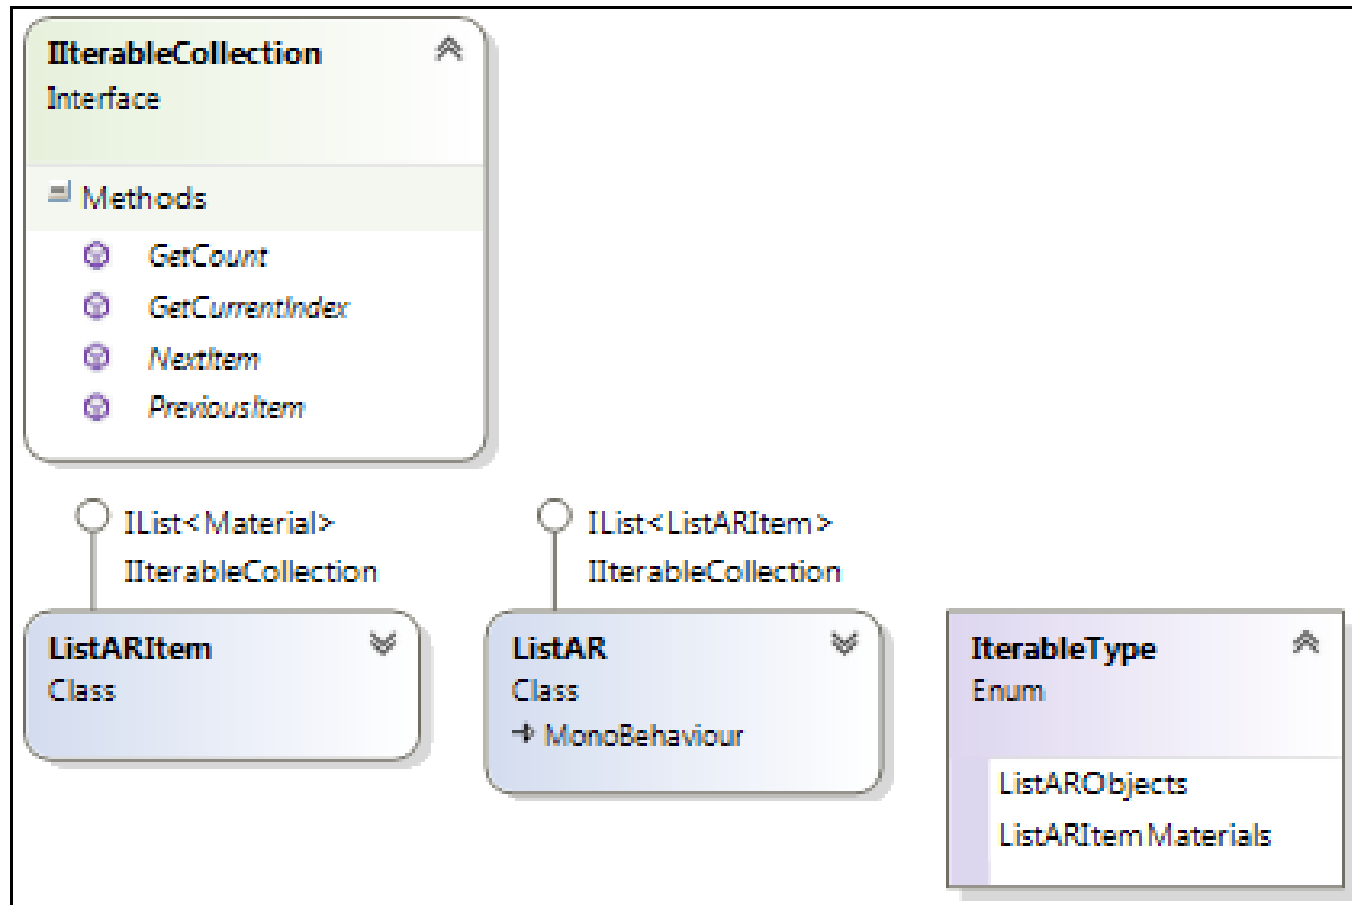 IIterableCollection
Interface
Methods
GetCount
GetCurrentIndex
NextItem
PreviousItem
IList<Material>
IIterableCollection
IList<ListARItem>
IIterableCollection
ListARItem
Class
ListAR
Class
MonoBehaviour
IterableType
Enum
ListARObjects
ListARItemMaterials